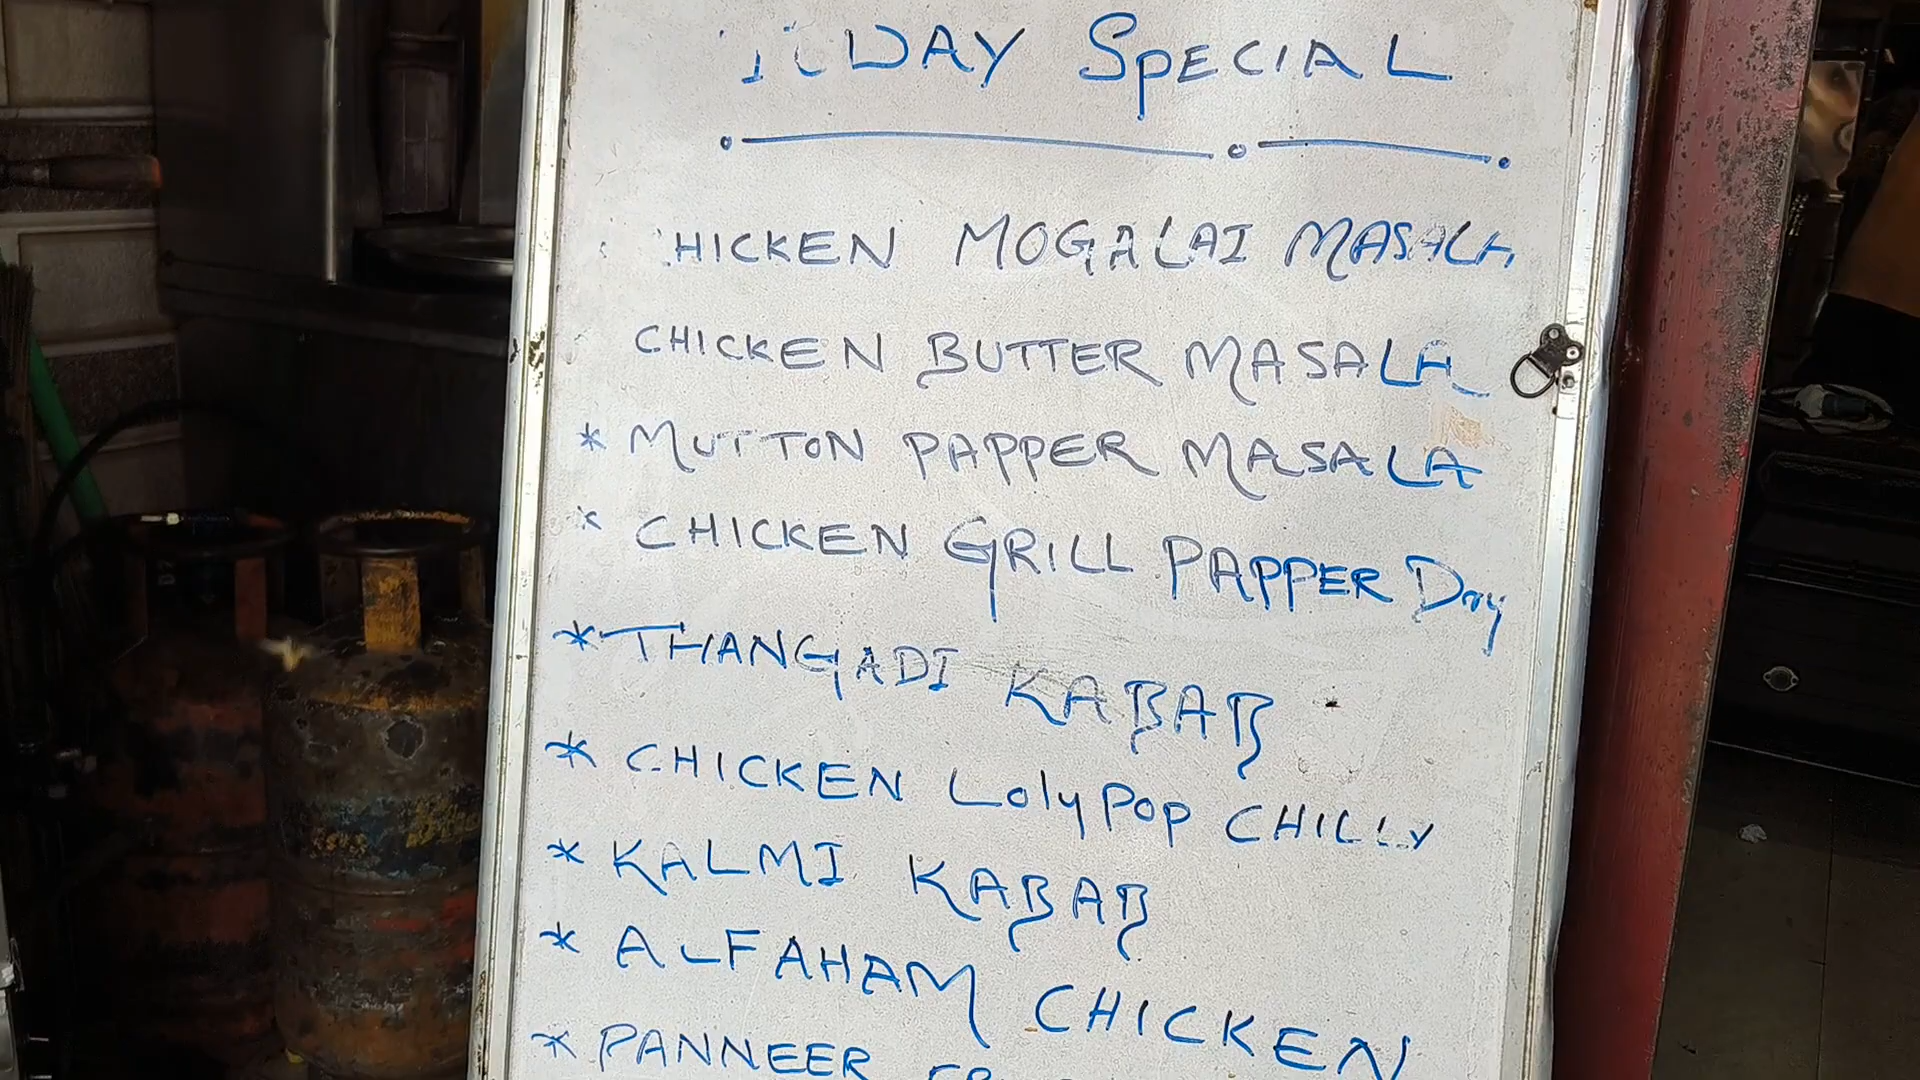 DAY SPECIAL
HICKEN MOGALAI MASALA
CHICKEN BUTTER MASALA
* MUTTON PAPPER MASALA
* CHICKEN GRILL PAPPER Dry
* THANGADI KABAB
* CHICKEN LolyPoP CHILLY
* KALMI KABAB
* ALFAHAM CHICKEN
* PANNEER